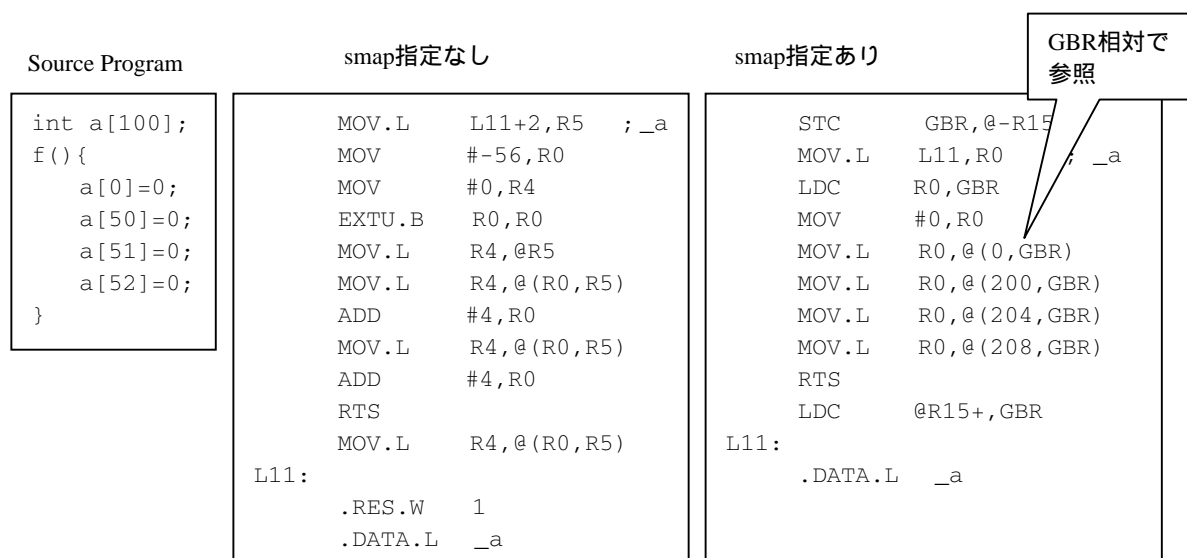 Source Program
int a[100];
f(){
a[0]=0;
a[50]=0;
a[51]=0;
a[52]=0;
}
smap指定なし
MOV.L L11+2,R5 ;_a
MOV #-56,R0
MOV #0,R4
EXTU.B R0,R0
MOV.L R4,@R5
MOV.L R4,@(R0,R5)
ADD #4,R0
MOV.L R4,@(R0,R5)
ADD #4,R0
RTS
MOV.L R4,@(R0,R5)
L11:
.RES.W 1
.DATA.L _a
smap指定あり
GBR相対で
参照
STC GBR,@-R15
MOV.L L11,R0 ; _a
LDC R0,GBR
MOV #0,R0
MOV.L R0,@(0,GBR)
MOV.L R0,@(200,GBR)
MOV.L R0,@(204,GBR)
MOV.L R0,@(208,GBR)
RTS
LDC @R15+,GBR
L11:
.DATA.L _a